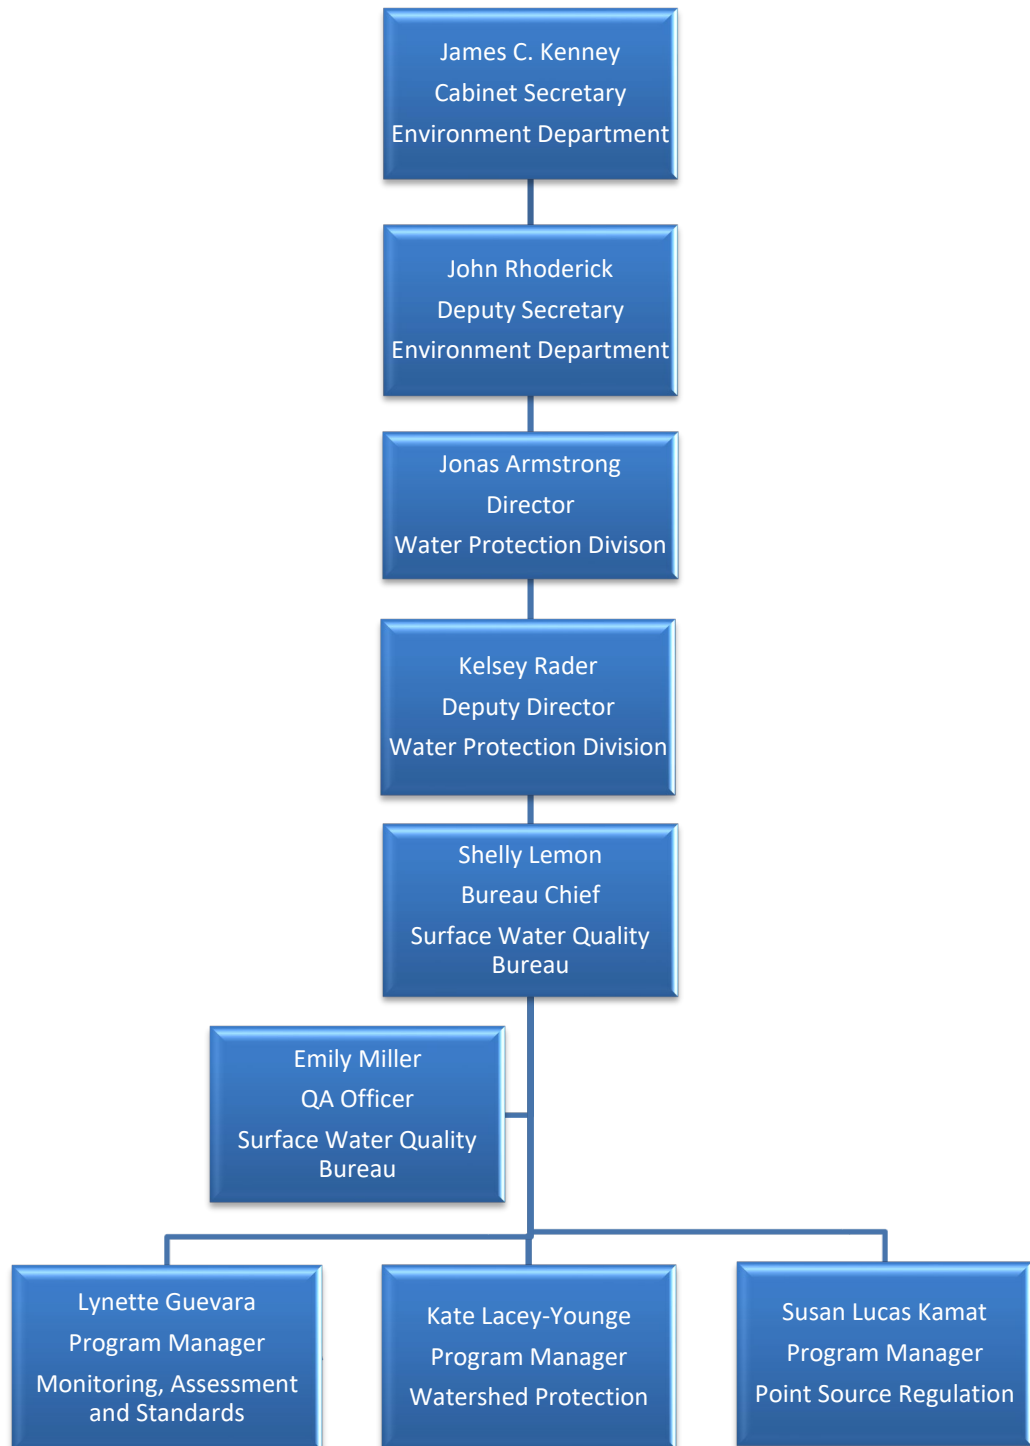 James C. Kenney
Cabinet Secretary
Environment Department
John Rhoderick
Deputy Secretary
Environment Department
Jonas Armstrong
Director
Water Protection Divison
Kelsey Rader
Deputy Director
Water Protection Division
Shelly Lemon
Bureau Chief
Surface Water Quality
Bureau
Emily Miller
QA Officer
Surface Water Quality
Bureau
Lynette Guevara
Program Manager
Monitoring, Assessment
and Standards
Kate Lacey-Younge
Program Manager
Watershed Protection
Susan Lucas Kamat
Program Manager
Point Source Regulation